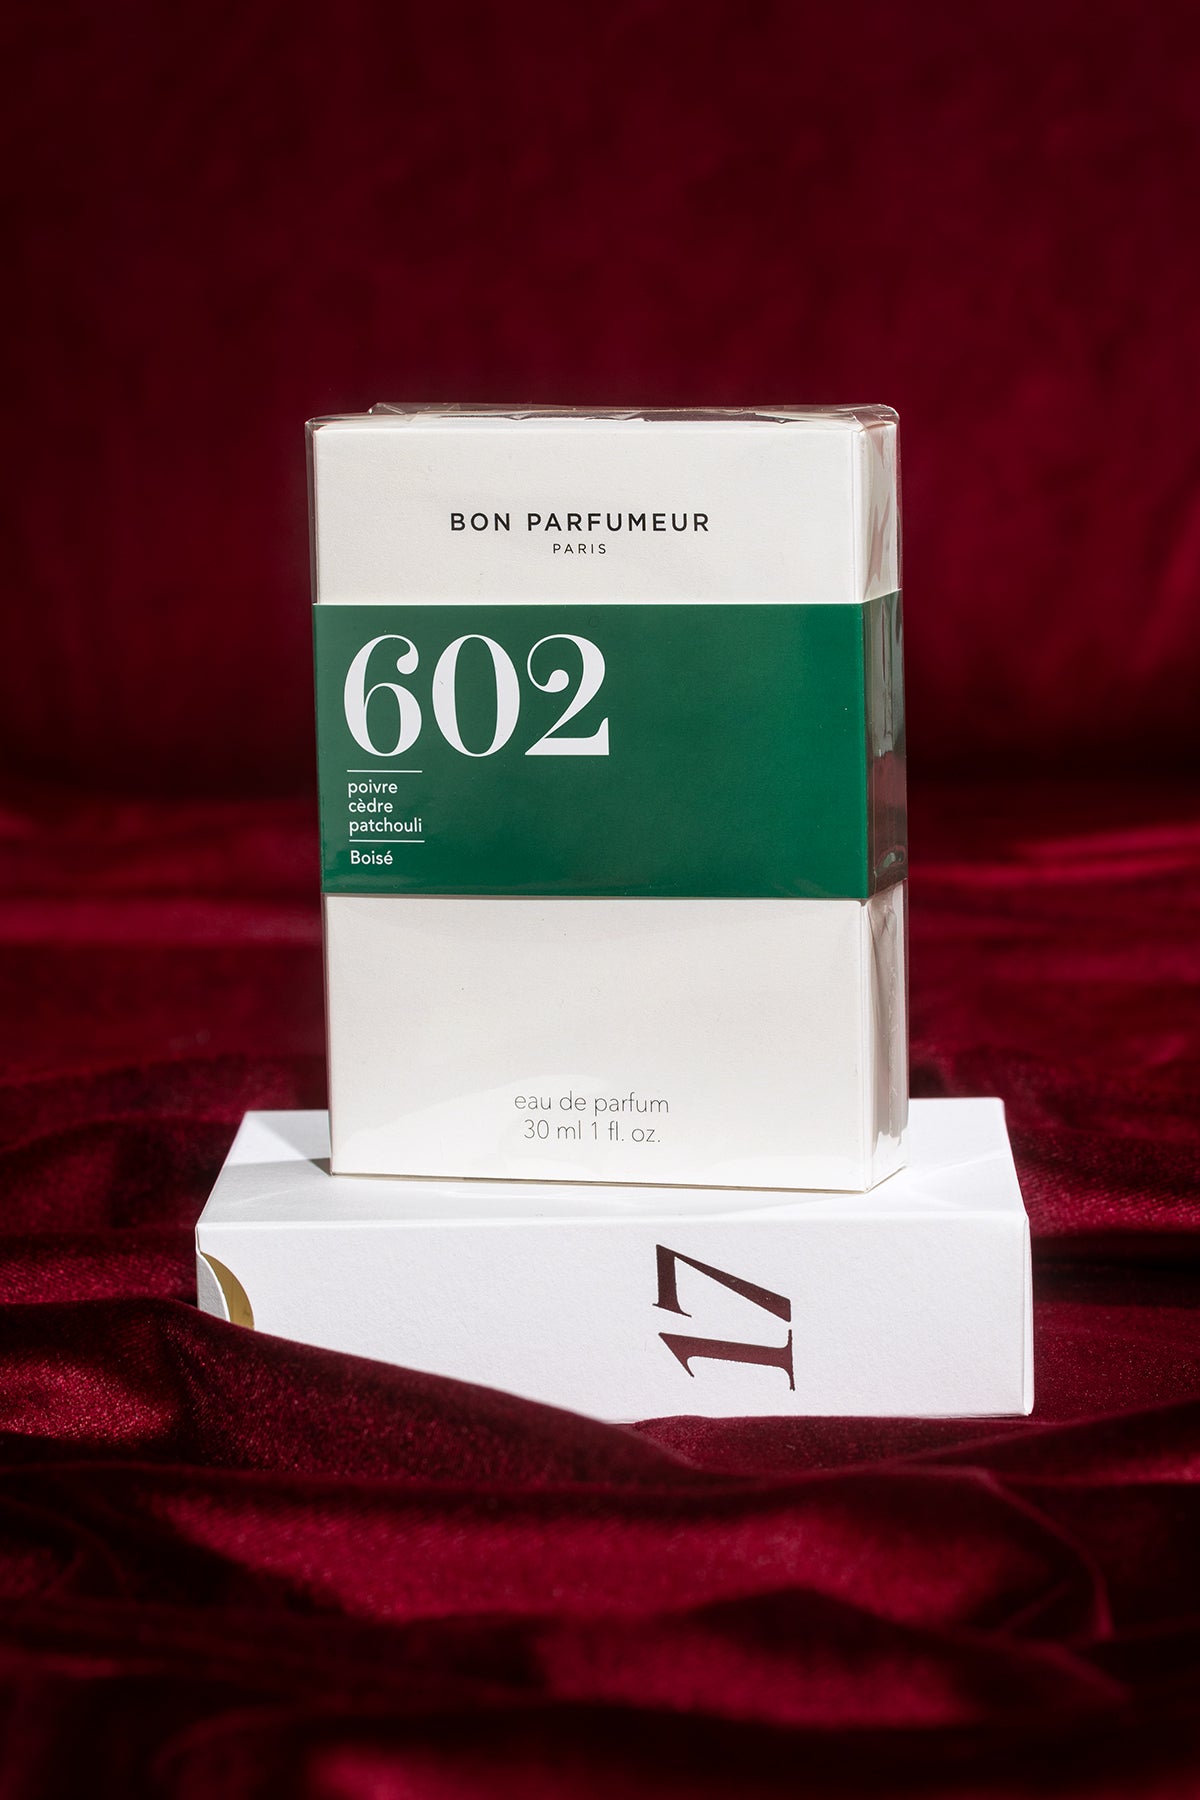 BON PARFUMEUR
PARIS
602
poivre
cèdre
patchouli
Boisé
eau de parfum
30 ml 1 fl. oz.
17